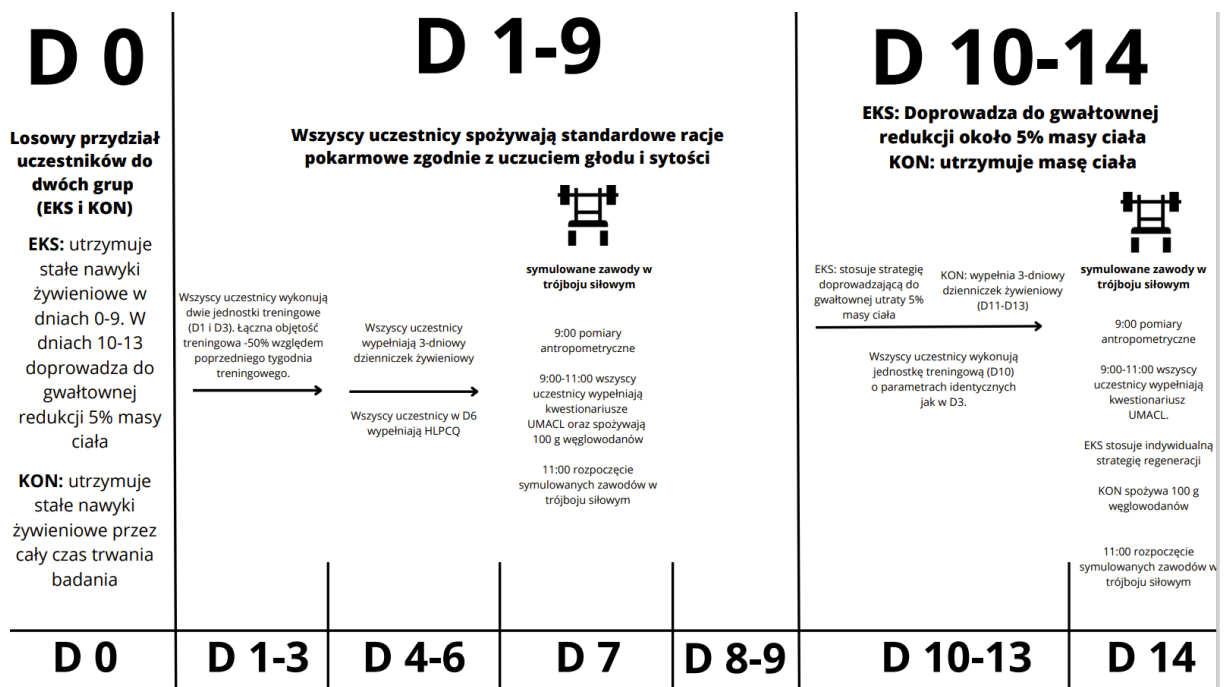 D 0
Losowy przydział
uczestników do
dwóch grup
(EKS i KON)
EKS: utrzymuje
stałe nawyki
żywieniowe w
dniach 0-9. W
dniach 10-13
doprowadza do
gwałtownej
redukcji 5% masy
ciała
KON: utrzymuje
stałe nawyki
żywieniowe przez
cały czas trwania
badania
D 1-9
Wszyscy uczestnicy spożywają standardowe racje
pokarmowe zgodnie z uczuciem głodu i sytości
Wszyscy uczestnicy wykonują
dwie jednostki treningowe
(D1 i D3). Łączna objętość
treningowa -50% względem
poprzedniego tygodnia
treningowego.
Wszyscy uczestnicy
wypełniają 3-dniowy
dzienniczek żywieniowy
Wszyscy uczestnicy w D6
wypełniają HLPCQ
symulowane zawody w
trójboju siłowym
9:00 pomiary
antropometryczne
9:00-11:00 wszyscy
uczestnicy wypełniają
kwestionariusze
UMACL oraz spożywają
100 g węglowodanów
11:00 rozpoczęcie
symulowanych zawodów w
trójboju siłowym
D 10-14
EKS: Doprowadza do gwałtownej
redukcji około 5% masy ciała
KON: utrzymuje masę ciała
EKS: stosuje strategię
doprowadzającą do
gwałtownej utraty 5%
masy ciała
KON: wypełnia 3-dniowy
dzienniczek żywieniowy
(D11-D13)
Wszyscy uczestnicy wykonują
jednostkę treningową (D10)
o parametrach identycznych
jak w D3.
symulowane zawody w
trójboju siłowym
9:00 pomiary
antropometryczne
9:00-11:00 wszyscy
uczestnicy wypełniają
kwestionariusz
UMACL.
EKS stosuje indywidualną
strategię regeneracji
KON spożywa 100 g
węglowodanów
11:00 rozpoczęcie
symulowanych zawodów w
trójboju siłowym
D 0
D 1-3
D 4-6
D 7
D 8-9
D 10-13
D 14